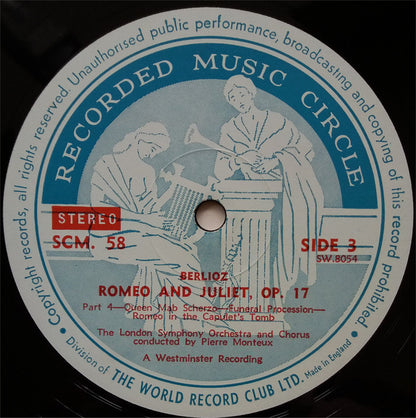 Copyright records, all rights reserved. Unauthorised public performance, broadcasting and copying of this record prohibited.
RECORDED MUSIC CIRCLE
STEREO
SCM. 58
SIDE 3
SW.8054
BERLIOZ
ROMEO AND JULIET, OP. 17
Part 4—Queen Mab Scherzo—Funeral Procession—
Romeo in the Capulet's Tomb
The London Symphony Orchestra and Chorus
conducted by Pierre Monteux
A Westminster Recording
• Division of THE WORLD RECORD CLUB LTD. Made in England •